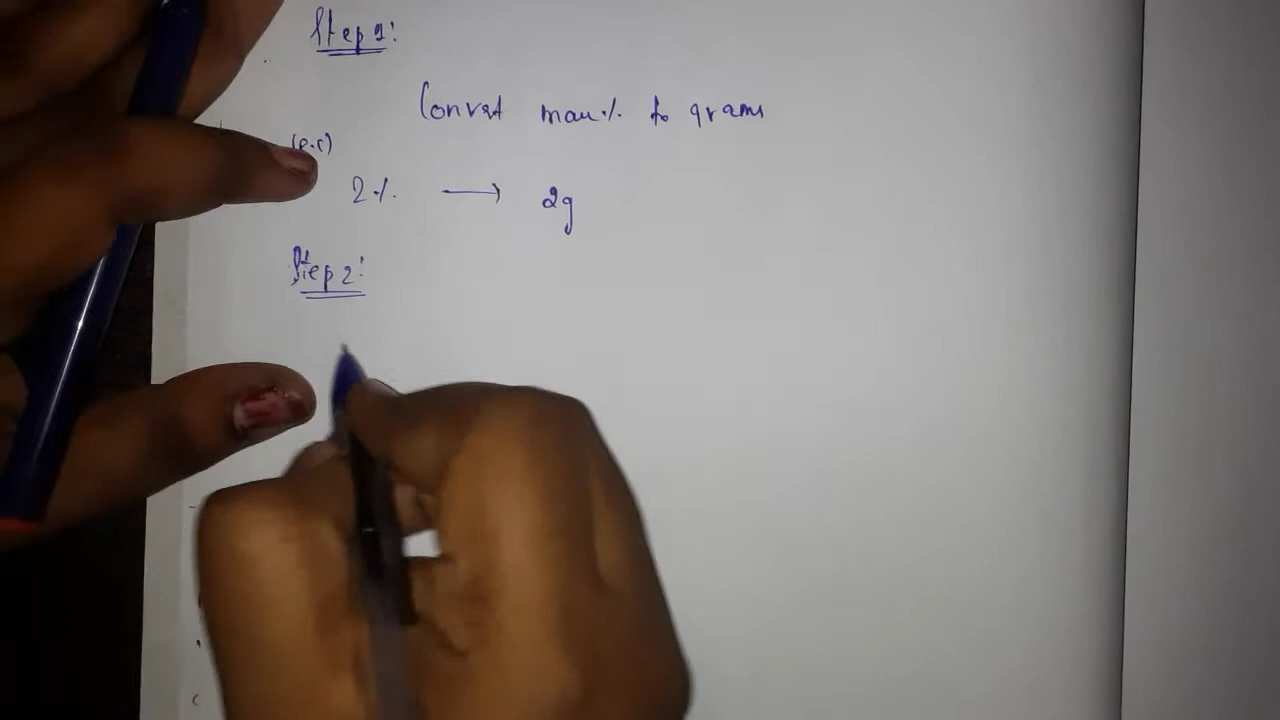 Step 1:
Convert mass % to grams
2 % → 2g
Step 2: